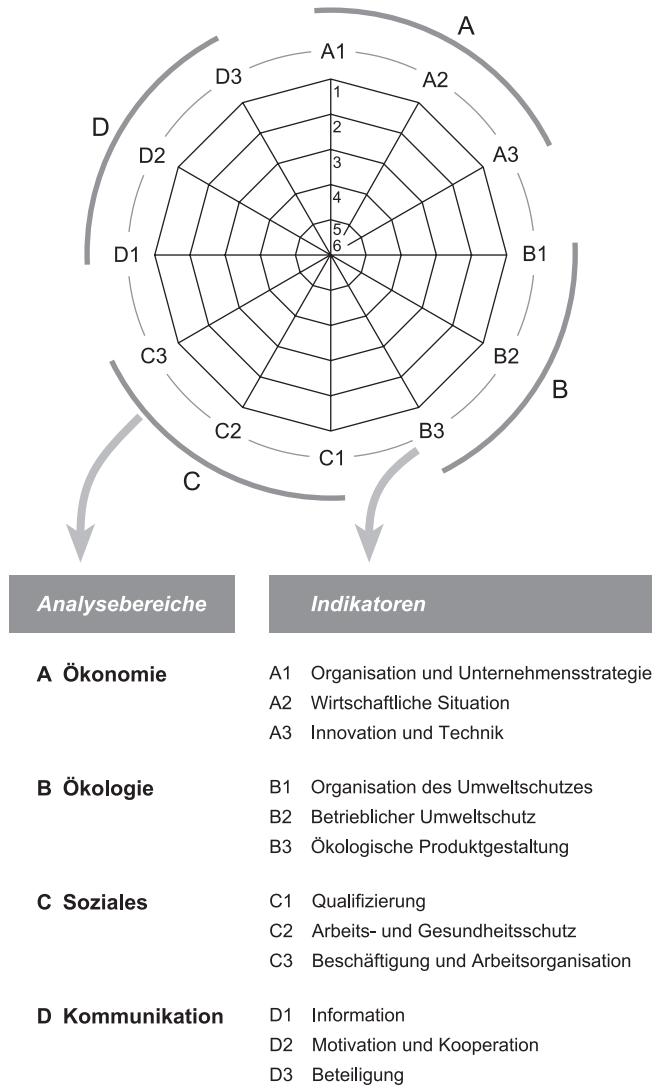 A
A1
D3
A2
1
D
2
D2
A3
3
4
5
6
D1
B1
C3
B2
B
C2
B3
C1
C
Analysebereiche
Indikatoren
A Ökonomie
A1 Organisation und Unternehmensstrategie
A2 Wirtschaftliche Situation
A3 Innovation und Technik
B Ökologie
B1 Organisation des Umweltschutzes
B2 Betrieblicher Umweltschutz
B3 Ökologische Produktgestaltung
C Soziales
C1 Qualifizierung
C2 Arbeits- und Gesundheitsschutz
C3 Beschäftigung und Arbeitsorganisation
D Kommunikation
D1 Information
D2 Motivation und Kooperation
D3 Beteiligung